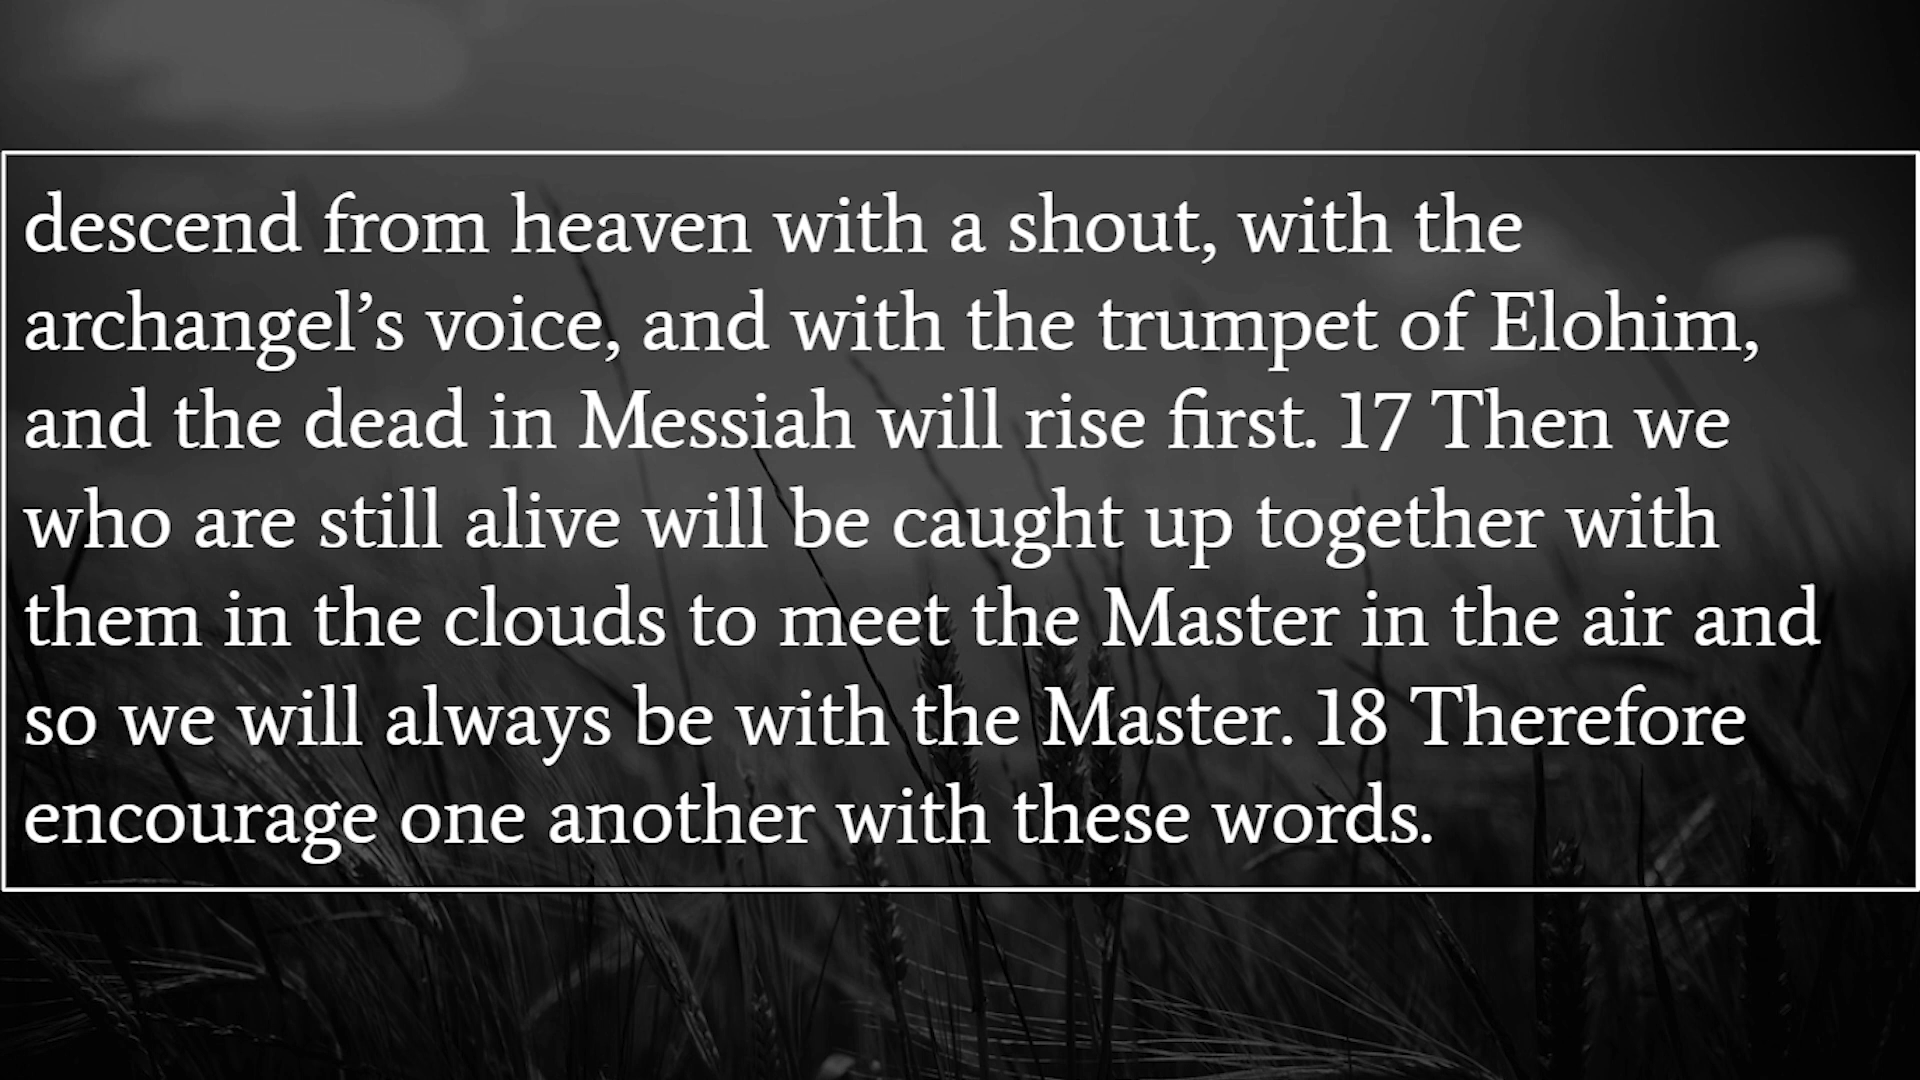 descend from heaven with a shout, with the
archangel’s voice, and with the trumpet of Elohim,
and the dead in Messiah will rise first. 17 Then we
who are still alive will be caught up together with
them in the clouds to meet the Master in the air and
so we will always be with the Master. 18 Therefore
encourage one another with these words.